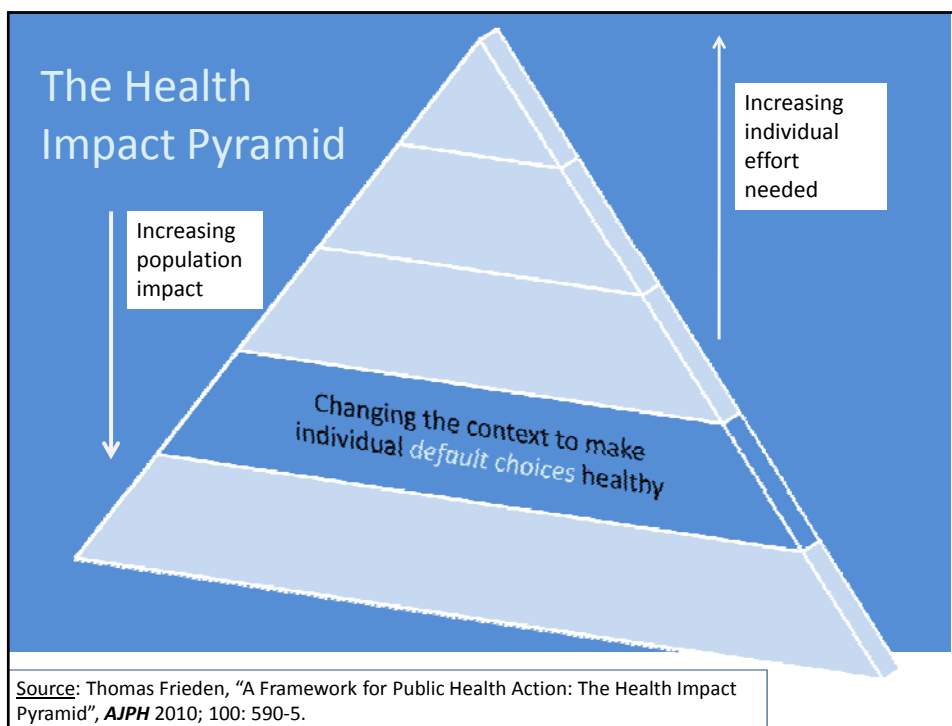 The Health
Impact Pyramid
Increasing
individual
effort
needed
Increasing
population
impact
Changing the context to make
individual default choices healthy
Source: Thomas Frieden, “A Framework for Public Health Action: The Health Impact
Pyramid”, AJPH 2010; 100: 590-5.